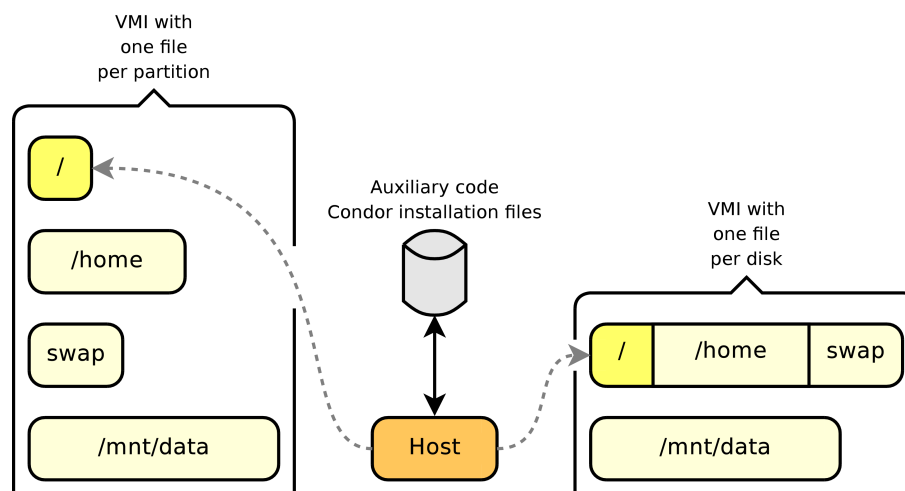 VMI with
one file
per partition
/
/home
swap
/mnt/data
Auxiliary code
Condor installation files
Host
VMI with
one file
per disk
/ /home swap
/mnt/data